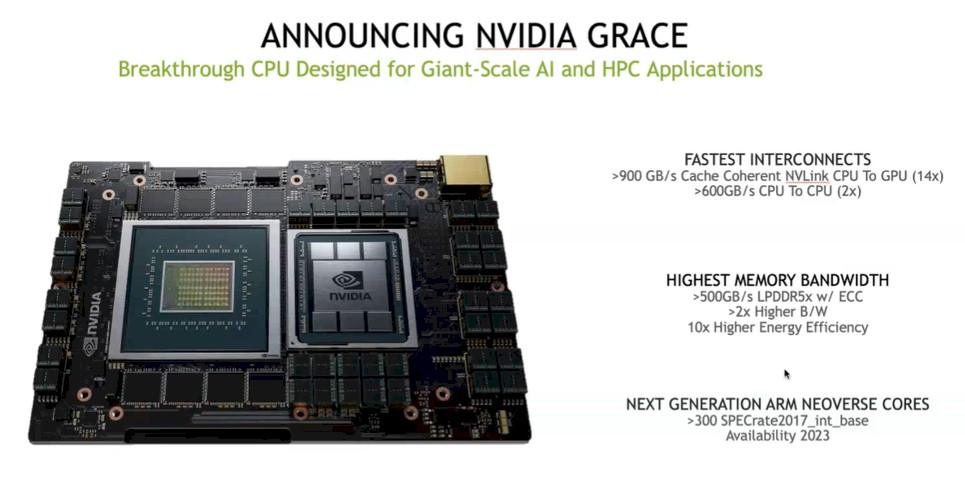 ANNOUNCING NVIDIA GRACE
Breakthrough CPU Designed for Giant-Scale AI and HPC Applications
FASTEST INTERCONNECTS
>900 GB/s Cache Coherent NVLink CPU To GPU (14x)
>600GB/s CPU To CPU (2x)
NVIDIA
NVIDIA
HIGHEST MEMORY BANDWIDTH
>500GB/s LPDDR5x w/ ECC
>2x Higher B/W
10x Higher Energy Efficiency
NEXT GENERATION ARM NEOVERSE CORES
>300 SPECrate2017_int_base
Availability 2023